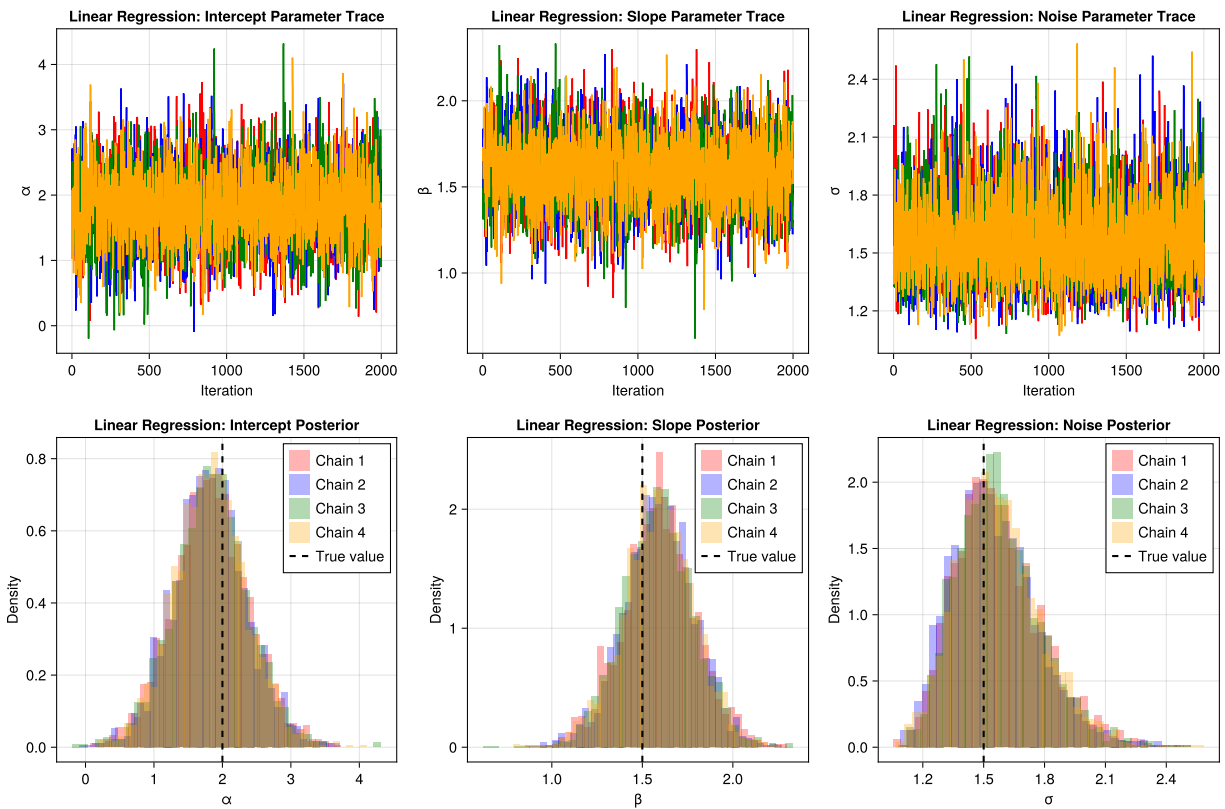 Linear Regression: Intercept Parameter Trace
α
4
3
2
1
0
0 500 1000 1500 2000
Iteration
Linear Regression: Slope Parameter Trace
β
2.0
1.5
1.0
0 500 1000 1500 2000
Iteration
Linear Regression: Noise Parameter Trace
σ
2.4
2.1
1.8
1.5
1.2
0 500 1000 1500 2000
Iteration
Linear Regression: Intercept Posterior
Density
0.8
0.6
0.4
0.2
0.0
0 1 2 3 4
α
Chain 1
Chain 2
Chain 3
Chain 4
True value
Linear Regression: Slope Posterior
Density
2
1
0
1.0 1.5 2.0
β
Chain 1
Chain 2
Chain 3
Chain 4
True value
Linear Regression: Noise Posterior
Density
2.0
1.5
1.0
0.5
0.0
1.2 1.5 1.8 2.1 2.4
σ
Chain 1
Chain 2
Chain 3
Chain 4
True value